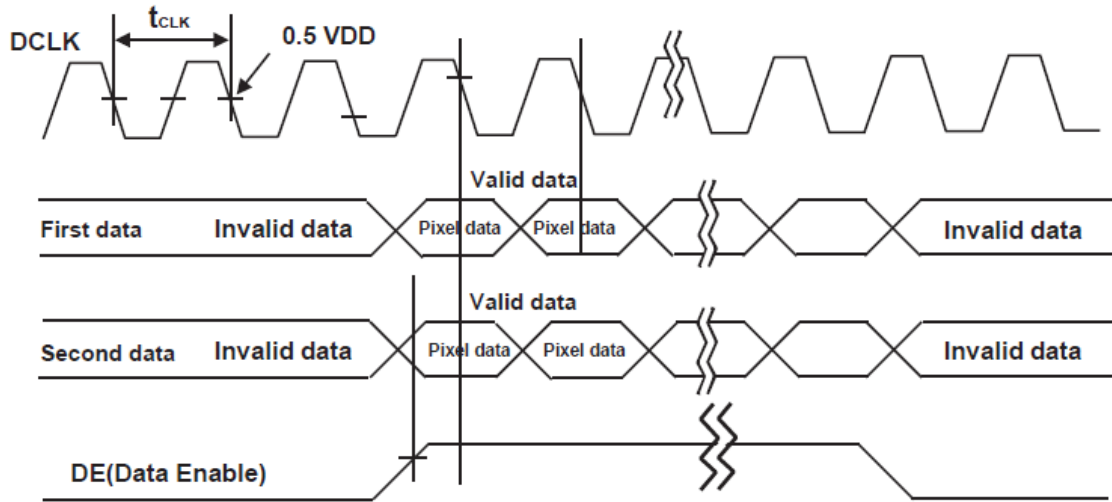 tCLK
DCLK
0.5 VDD
Valid data
First data
Invalid data
Pixel data
Pixel data
Invalid data
Valid data
Second data
Invalid data
Pixel data
Pixel data
Invalid data
DE(Data Enable)